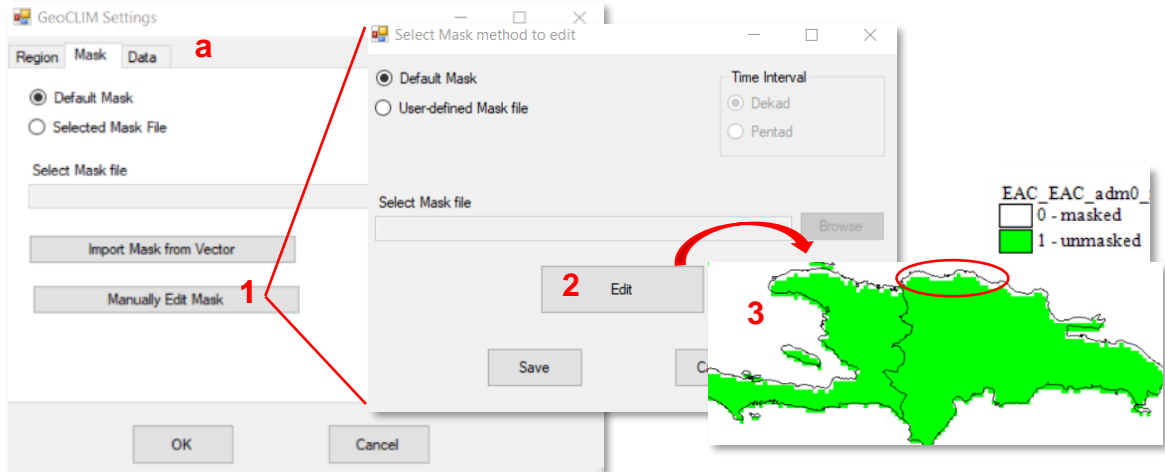 GeoCLIM Settings
Region Mask Data
a
Default Mask
Selected Mask File
Select Mask file
Import Mask from Vector
Manually Edit Mask
1
OK
Cancel
Select Mask method to edit
Default Mask
User-defined Mask file
Time Interval
Dekad
Pentad
Select Mask file
Browse
2
Edit
Save
EAC_EAC_adm0_
0 - masked
1 - unmasked
3